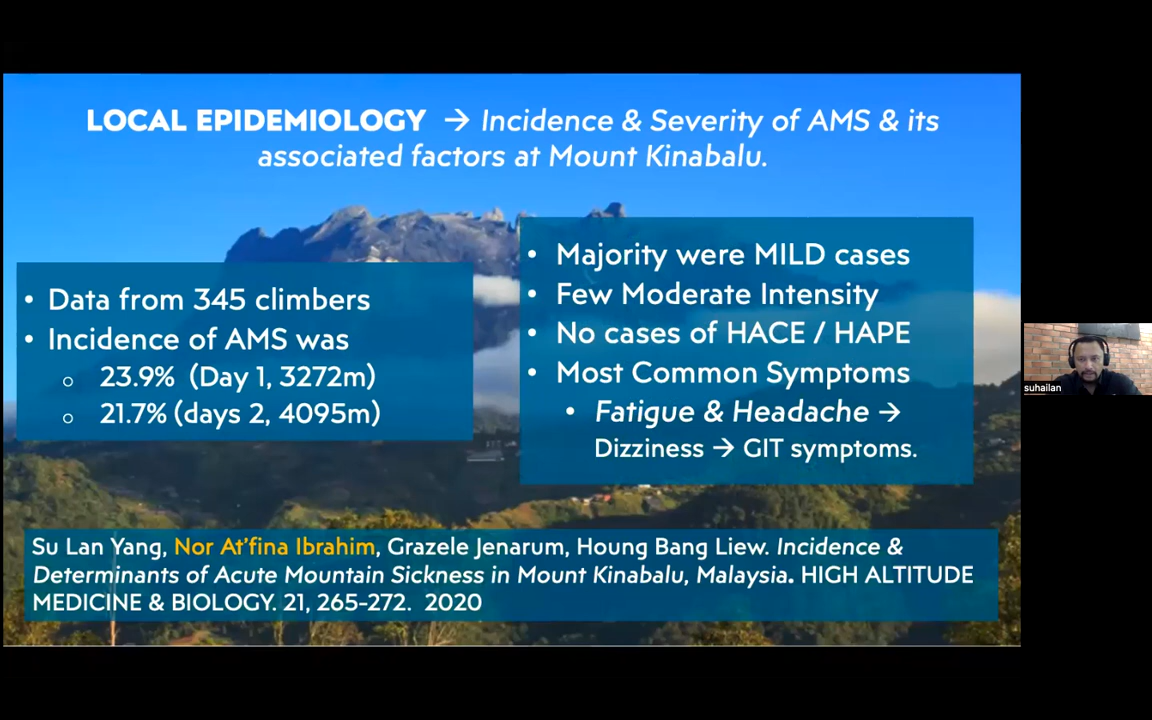 LOCAL EPIDEMIOLOGY → Incidence & Severity of AMS & its
associated factors at Mount Kinabalu.
• Data from 345 climbers
• Incidence of AMS was
o 23.9% (Day 1, 3272m)
o 21.7% (days 2, 4095m)
• Majority were MILD cases
• Few Moderate Intensity
• No cases of HACE / HAPE
• Most Common Symptoms
• Fatigue & Headache →
Dizziness → GIT symptoms.
Su Lan Yang, Nor At'fina Ibrahim, Grazele Jenarum, Houng Bang Liew. Incidence &
Determinants of Acute Mountain Sickness in Mount Kinabalu, Malaysia. HIGH ALTITUDE
MEDICINE & BIOLOGY. 21, 265-272. 2020
suhailan